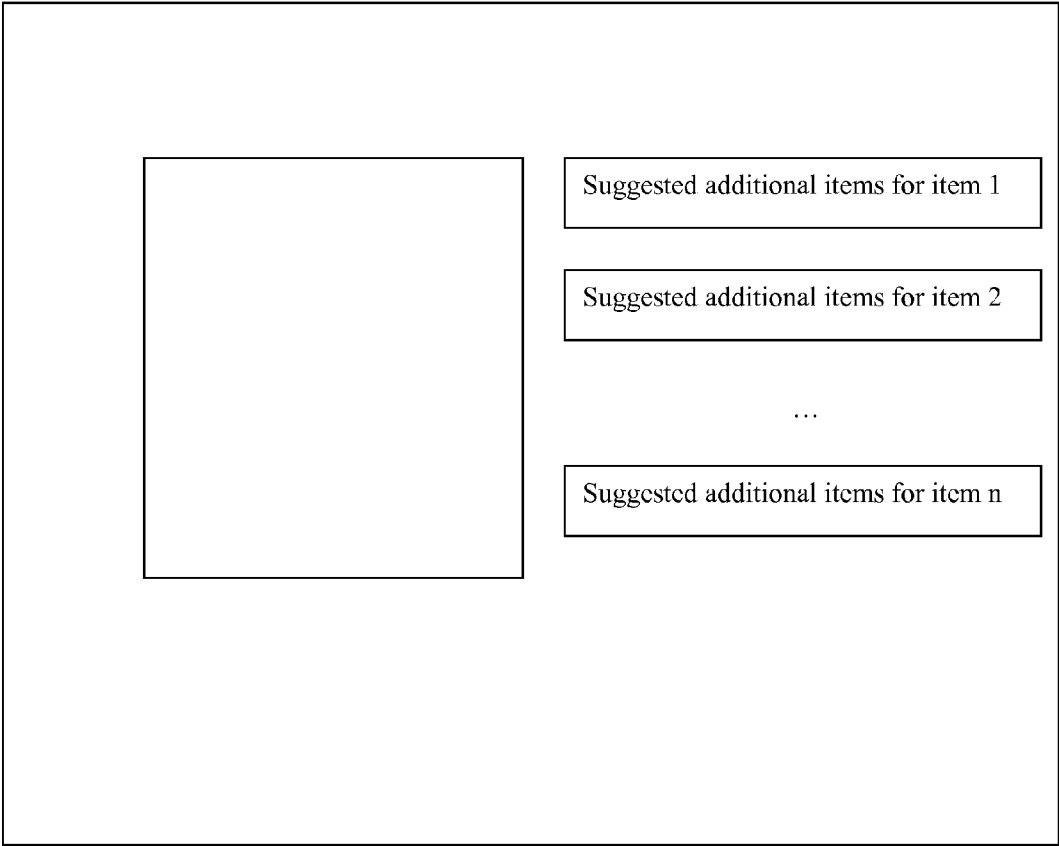 Suggested additional items for item 1
Suggested additional items for item 2
…
Suggested additional items for item n